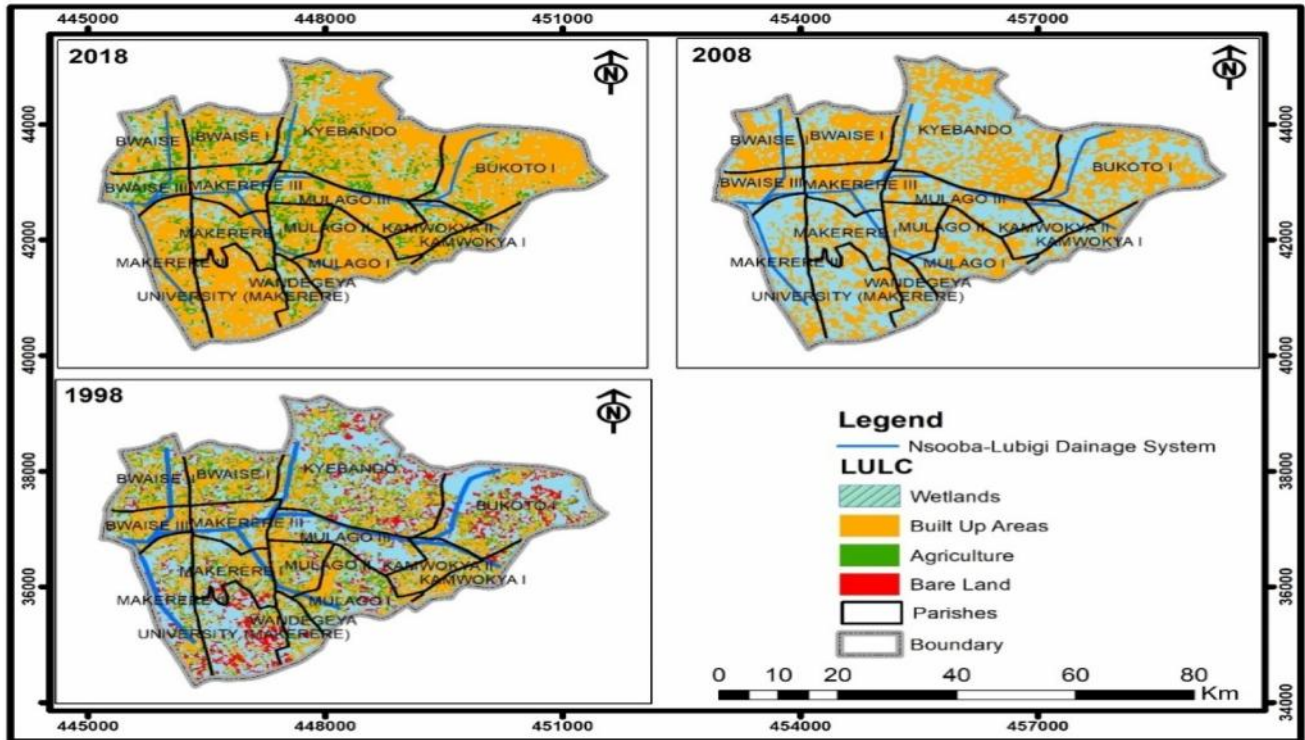 445000 448000 451000 454000 457000
2018
N
BWAISE I
BWAISE I
KYEBANDO
BUKOTO I
BWAISE III
MAKERERE III
MULAGO III
MAKERERE I
MULAGO II
KAMWOKYA II
KAMWOKYA I
MAKERERE II
MULAGO I
WANDEGEYA
UNIVERSITY (MAKERERE)
44000
42000
40000
2008
N
BWAISE I
BWAISE I
KYEBANDO
BUKOTO I
BWAISE III
MAKERERE III
MULAGO III
MAKERERE I
MULAGO II
KAMWOKYA II
KAMWOKYA I
MAKERERE II
MULAGO I
WANDEGEYA
UNIVERSITY (MAKERERE)
44000
42000
40000
1998
N
BWAISE I
BWAISE I
KYEBANDO
BUKOTO I
BWAISE III
MAKERERE III
MULAGO III
MAKERERE I
MULAGO II
KAMWOKYA II
KAMWOKYA I
MAKERERE
MULAGO I
WANDEGEYA
UNIVERSITY (MAKERERE)
38000
36000
Legend
Nsooba-Lubigi Dainage System
LULC
Wetlands
Built Up Areas
Agriculture
Bare Land
Parishes
Boundary
0 10 20 40 60 80
Km
38000
36000
34000
445000 448000 451000 454000 457000